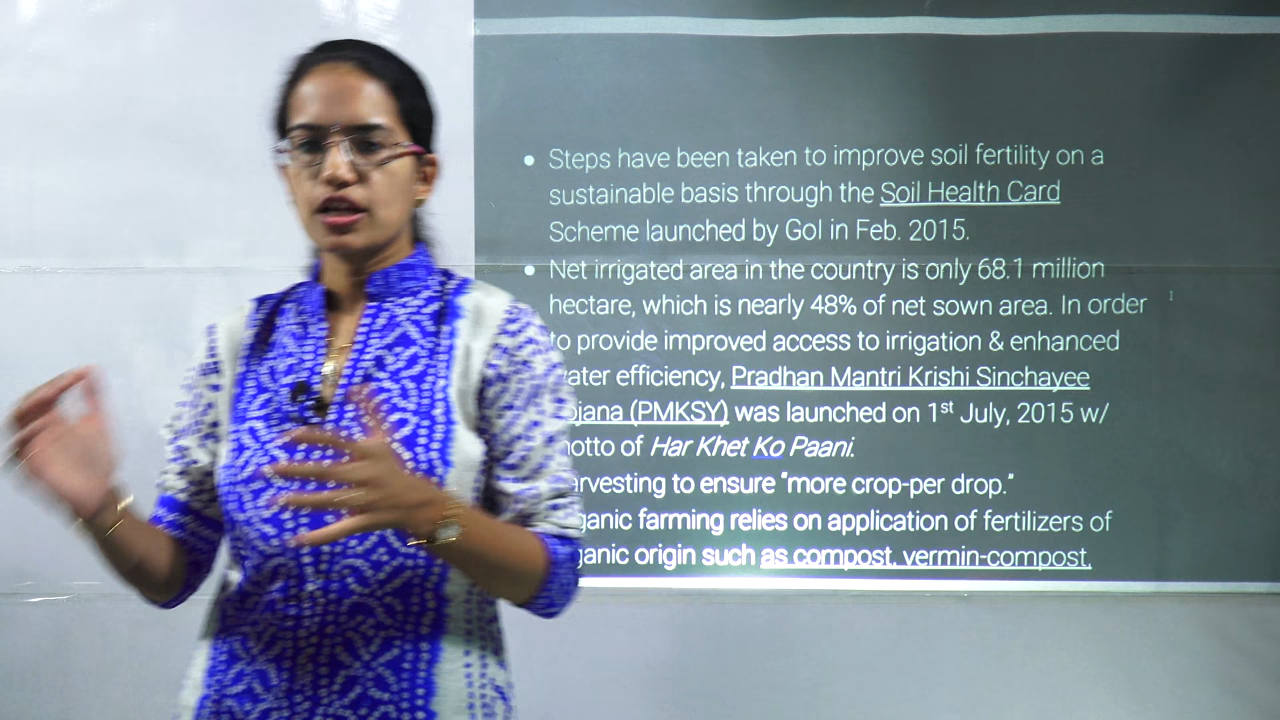 • Steps have been taken to improve soil fertility on a
sustainable basis through the Soil Health Card
Scheme launched by GoI in Feb. 2015.
• Net irrigated area in the country is only 68.1 million
hectare, which is nearly 48% of net sown area. In order
to provide improved access to irrigation & enhanced
ater efficiency, Pradhan Mantri Krishi Sinchayee
jana (PMKSY) was launched on 1st July, 2015 w/
otto of Har Khet Ko Paani.
arvesting to ensure “more crop-per drop.”
ganic farming relies on application of fertilizers of
ganic origin such as compost, vermin-compost,